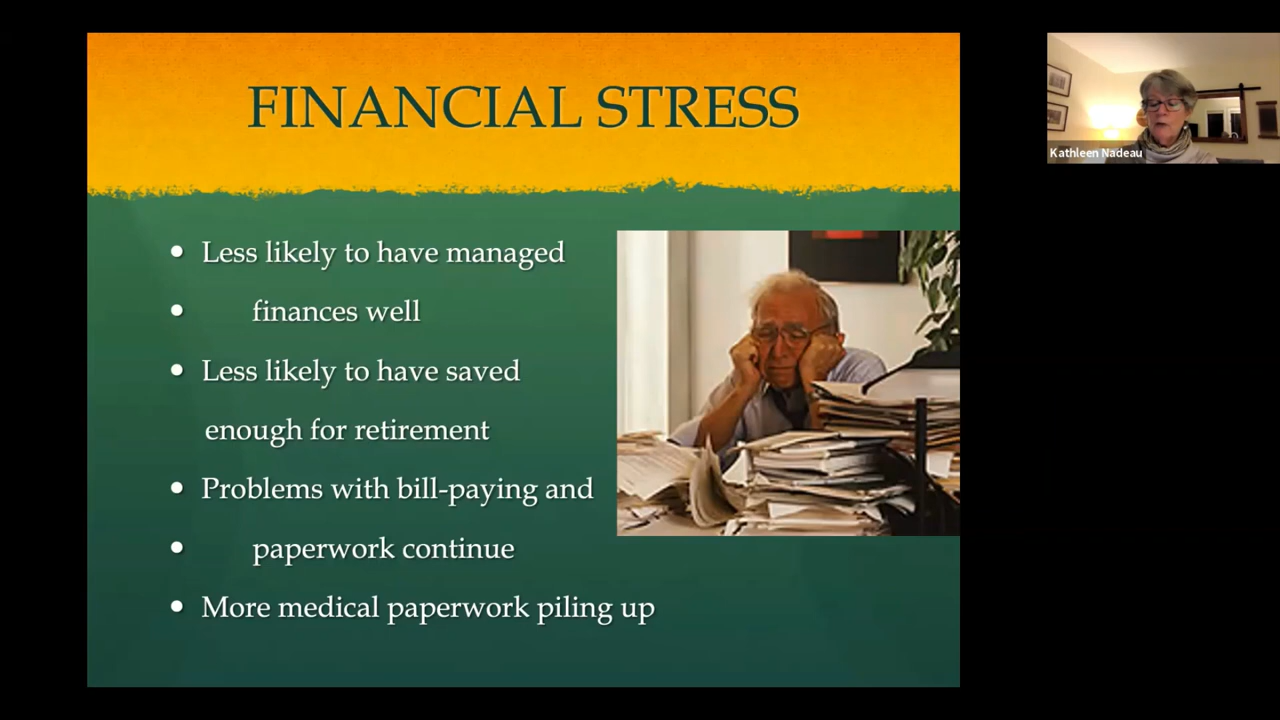 FINANCIAL STRESS
Kathleen Nadeau
• Less likely to have managed
• finances well
• Less likely to have saved
enough for retirement
• Problems with bill-paying and
• paperwork continue
• More medical paperwork piling up